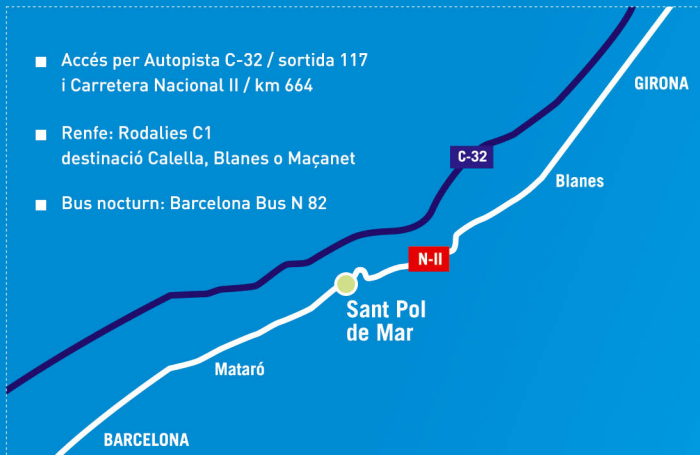 Accés per Autopista C-32 / sortida 117
i Carretera Nacional II / km 664
Renfe: Rodalies C1
destinació Calella, Blanes o Maçanet
Bus nocturn: Barcelona Bus N 82
GIRONA
C-32
Blanes
N-II
Sant Pol
de Mar
Mataró
BARCELONA